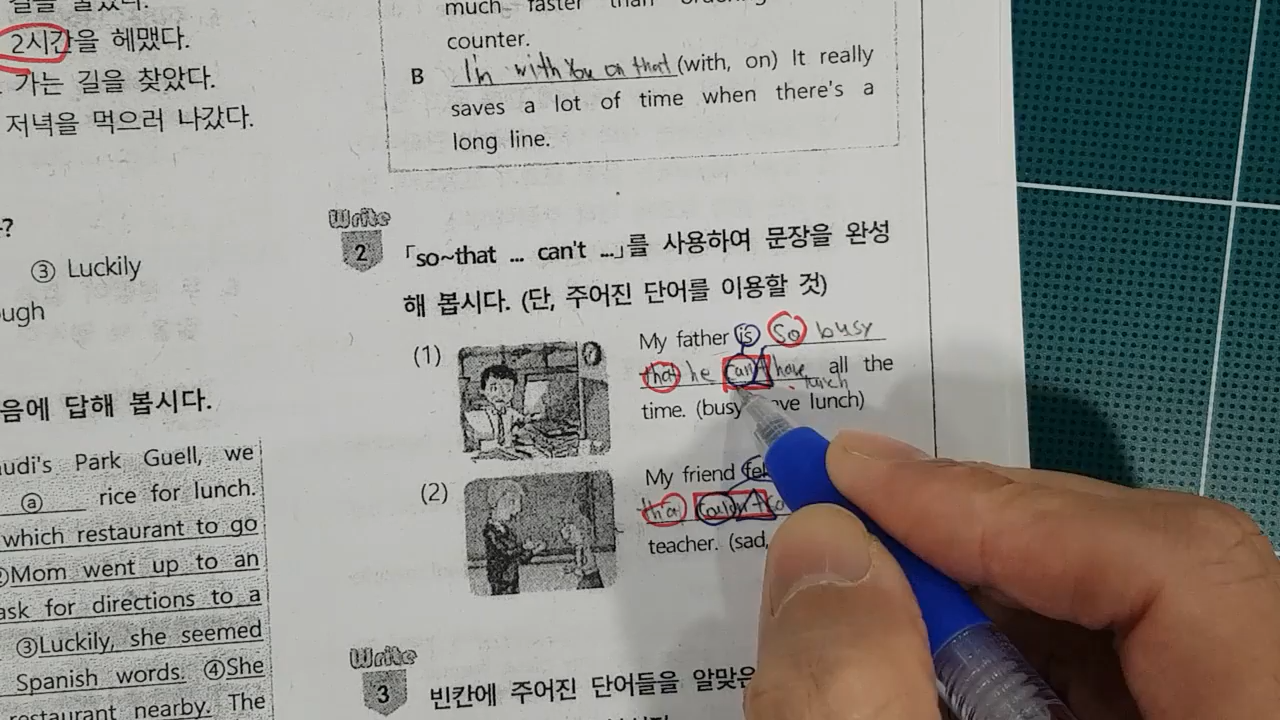 2시간을 헤맸다.
가는 길을 찾았다.
저녁을 먹으러 나갔다.
?
③ Luckily
ough
음에 답해 봅시다.
udi's Park Guell, we
ⓐ rice for lunch.
which restaurant to go
②Mom went up to an
ask for directions to a
③Luckily, she seemed
Spanish words. ④She
restaurant nearby. The
much faster than ordering
counter.
B I'm with you on that (with, on) It really
saves a lot of time when there's a
long line.
Write
2 「so~that ... can't ...」를 사용하여 문장을 완성
해 봅시다. (단, 주어진 단어를 이용할 것)
(1) My father is so busy
that he can't have all the
lunch
time. (busy, have lunch)
(2) My friend fel
that couldn't
teacher. (sad,
Write
3 빈칸에 주어진 단어들을 알맞은